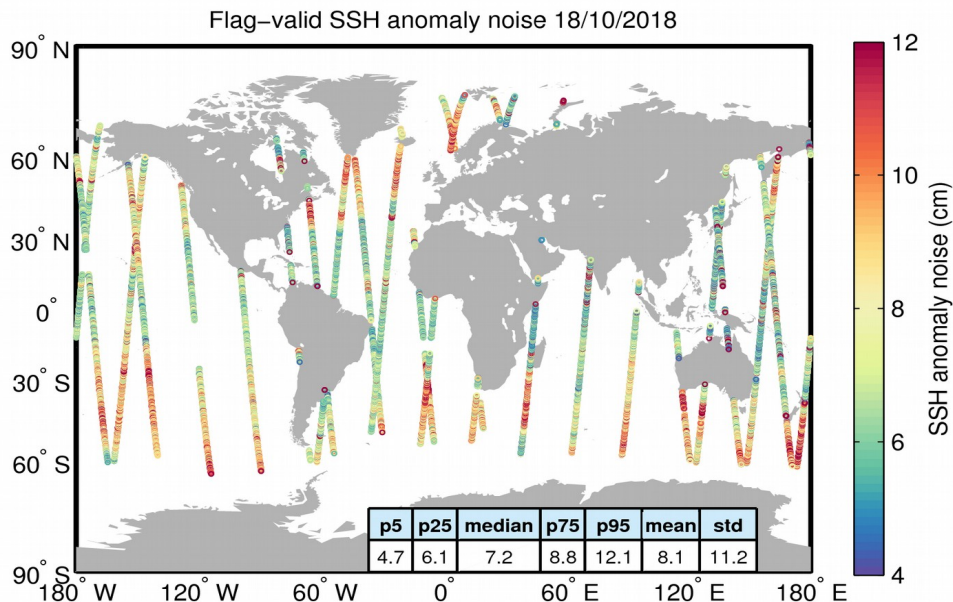 Flag−valid SSH anomaly noise 18/10/2018
90° N
60° N
30° N
0°
30° S
60° S
90° S
180° W
120° W
60° W
0°
60° E
120° E
180° E
p5 p25 median p75 p95 mean std
4.7 6.1 7.2 8.8 12.1 8.1 11.2
12
10
8
6
4
SSH anomaly noise (cm)